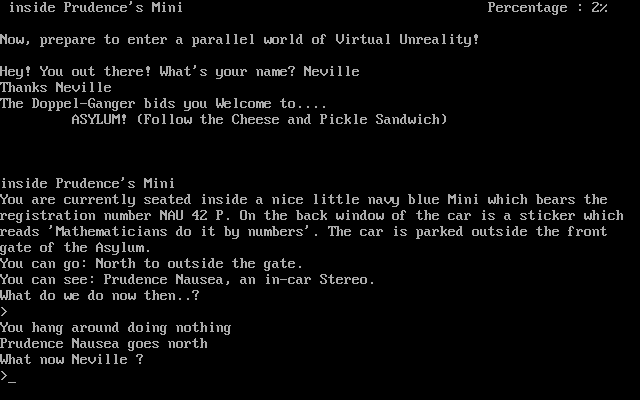 inside Prudence's Mini Percentage : 2%
Now, prepare to enter a parallel world of Virtual Unreality!
Hey! You out there! What's your name? Neville
Thanks Neville
The Doppel-Ganger bids you Welcome to....
ASYLUM! (Follow the Cheese and Pickle Sandwich)
inside Prudence's Mini
You are currently seated inside a nice little navy blue Mini which bears the
registration number NAU 42 P. On the back window of the car is a sticker which
reads 'Mathematicians do it by numbers'. The car is parked outside the front
gate of the Asylum.
You can go: North to outside the gate.
You can see: Prudence Nausea, an in-car Stereo.
What do we do now then..?
>
You hang around doing nothing
Prudence Nausea goes north
What now Neville ?
>_